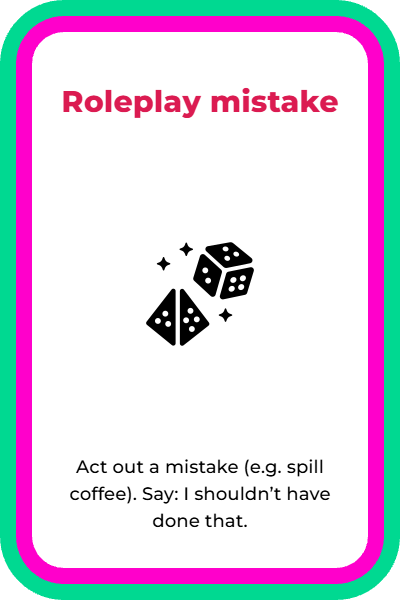 Roleplay mistake
Act out a mistake (e.g. spill
coffee). Say: I shouldn’t have
done that.